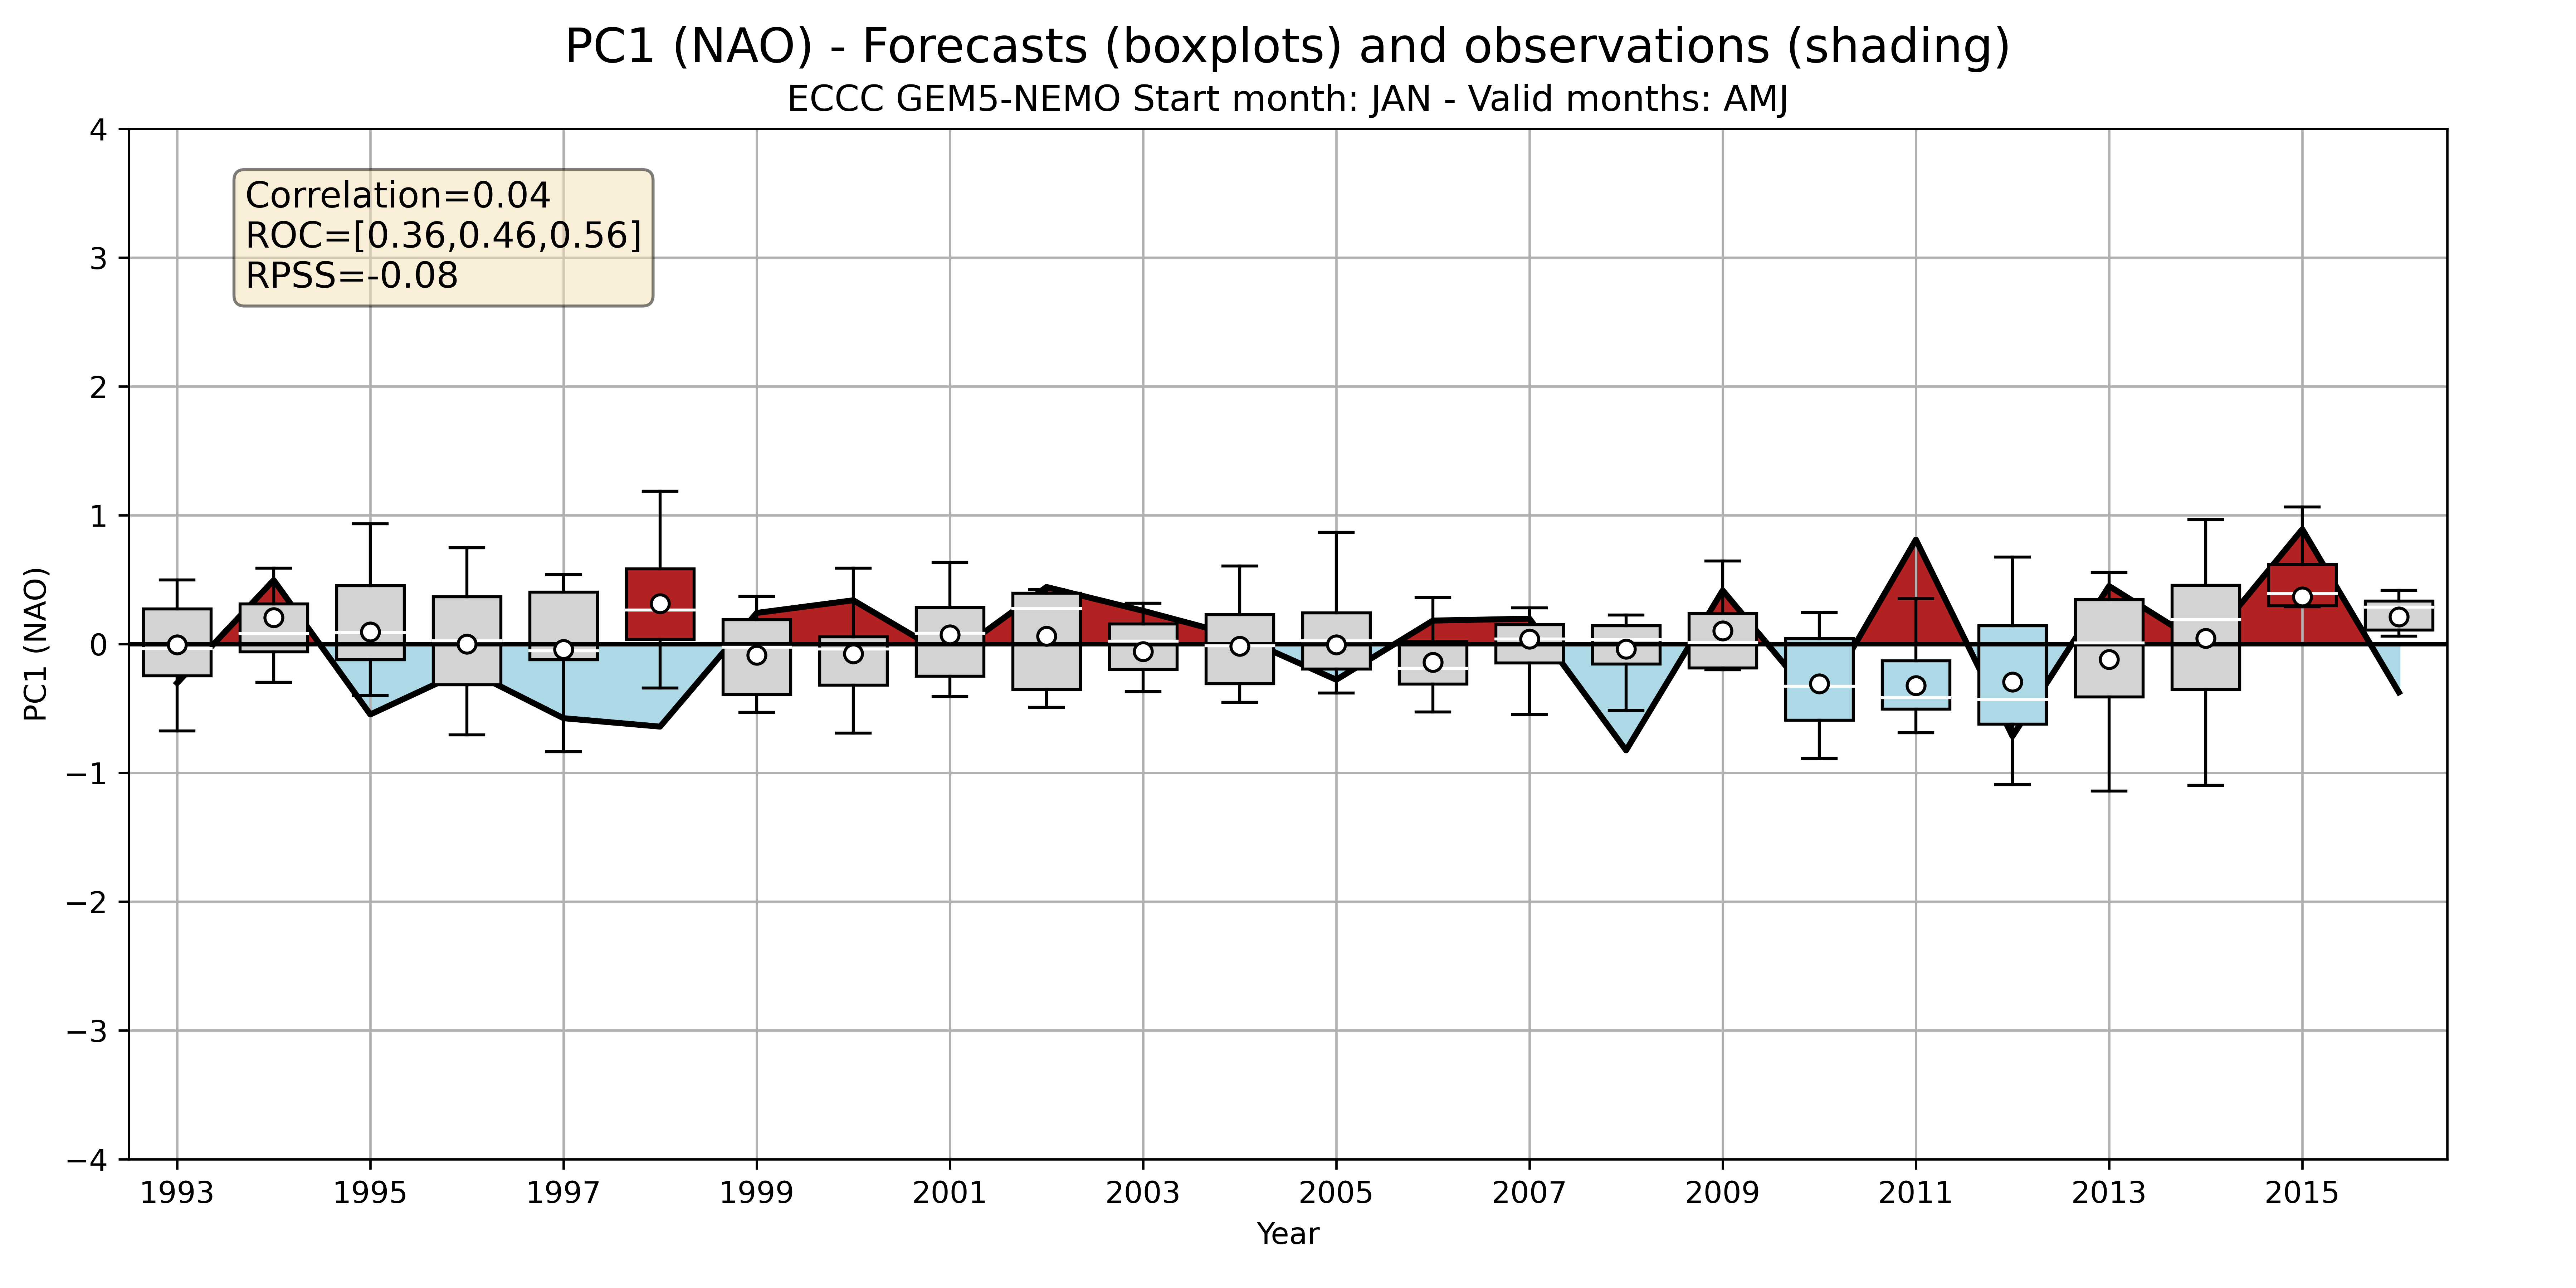 PC1 (NAO) - Forecasts (boxplots) and observations (shading)
ECCC GEM5-NEMO Start month: JAN - Valid months: AMJ
Correlation=0.04
ROC=[0.36,0.46,0.56]
RPSS=-0.08
PC1 (NAO)
4
3
2
1
0
−1
−2
−3
−4
1993 1995 1997 1999 2001 2003 2005 2007 2009 2011 2013 2015
Year